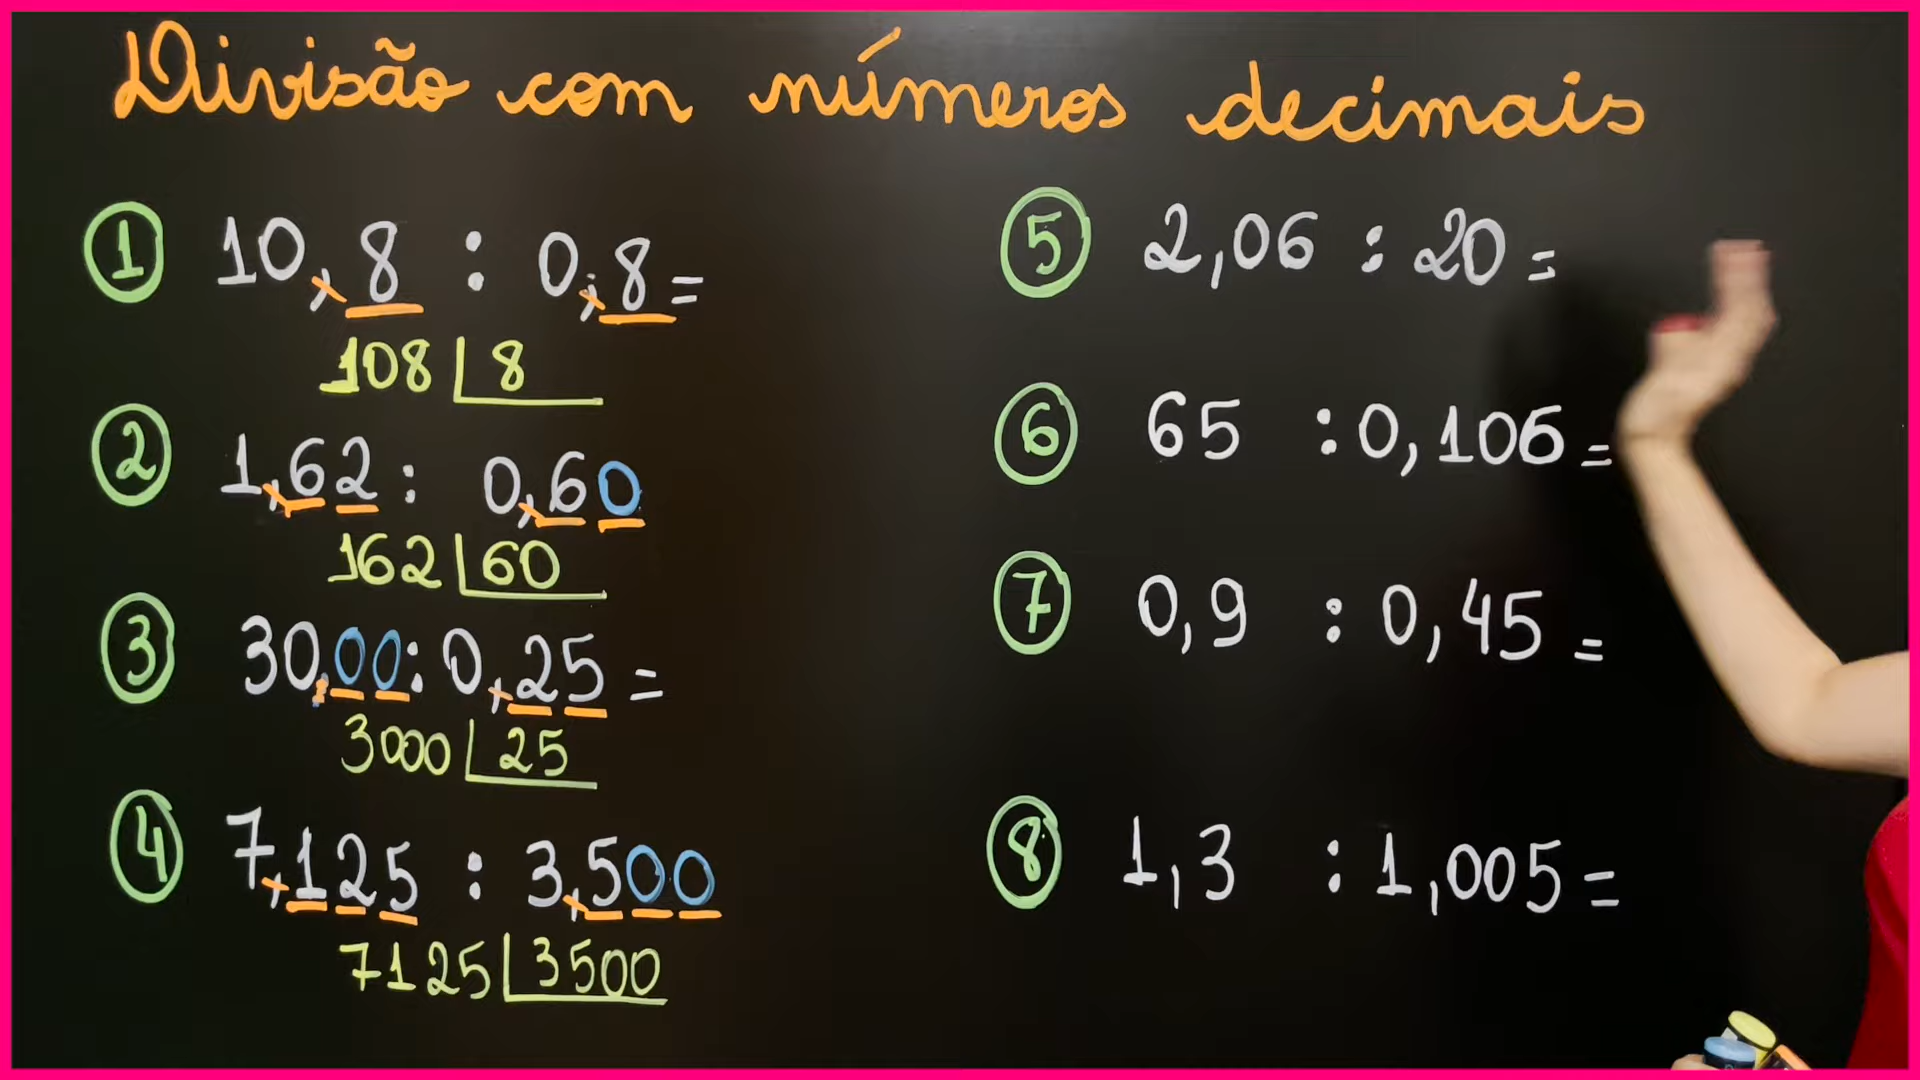 Divisão com números decimais
1 10,8 : 0,8 =
108 8
2 1,62 : 0,60
162 60
3 30,00 : 0,25 =
3000 25
4 7,125 : 3,500
7125 3500
5 2,06 : 20 =
6 65 : 0,106 =
7 0,9 : 0,45 =
8 1,3 : 1,005 =